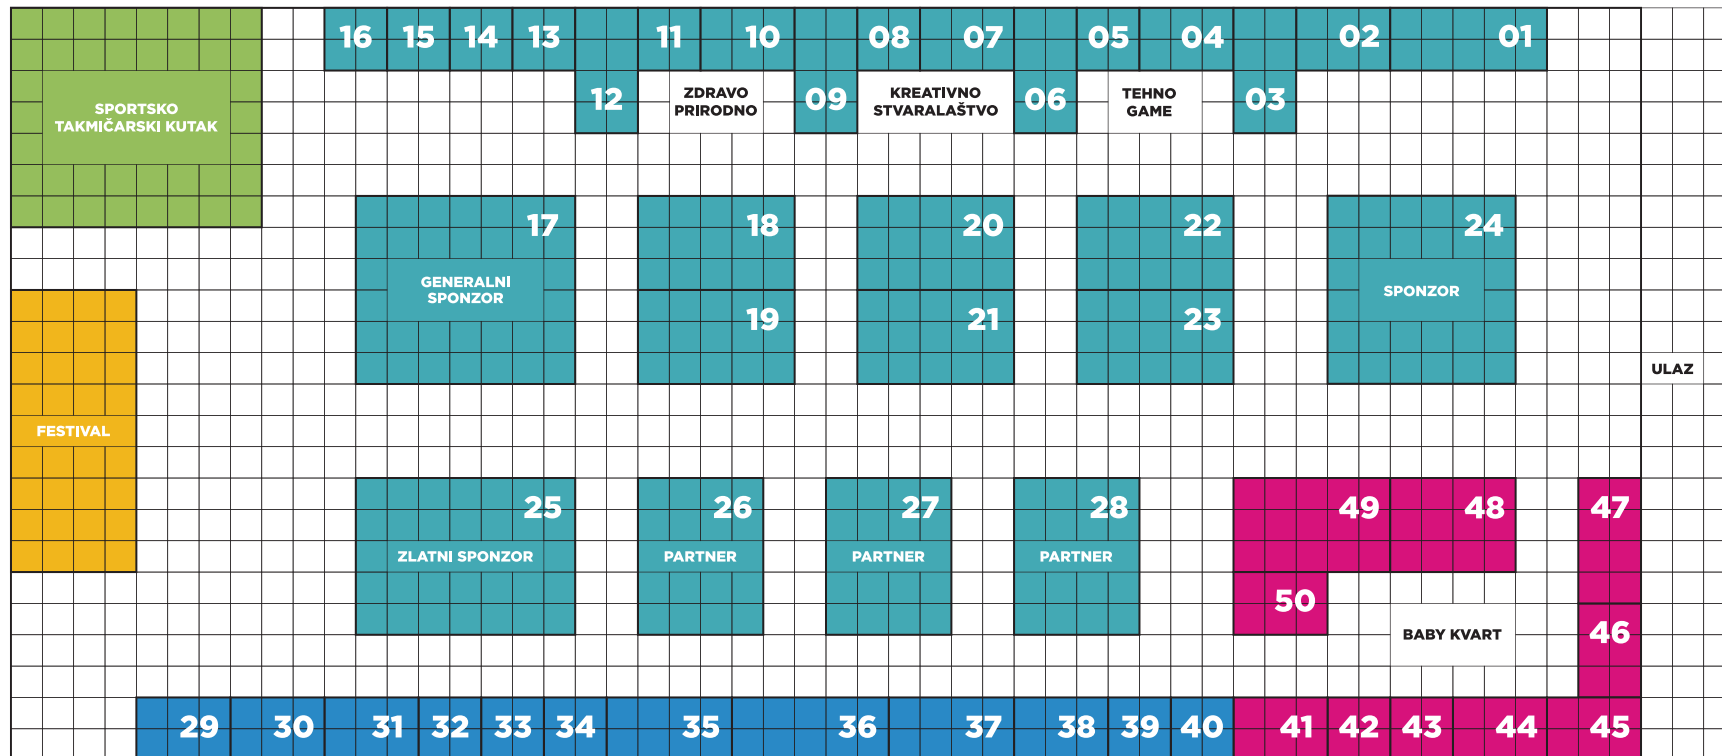 16 15 14 13 11 10 08 07 05 04 02 01
12 09 06 03
ZDRAVO
PRIRODNO
KREATIVNO
STVARALAŠTVO
TEHNO
GAME
SPORTSKO
TAKMIČARSKI KUTAK
17 18 20 22 24
GENERALNI
SPONZOR
SPONZOR
19 21 23
ULAZ
FESTIVAL
25 26 27 28 49 48 47
ZLATNI SPONZOR PARTNER PARTNER PARTNER
50
BABY KVART
46
29 30 31 32 33 34 35 36 37 38 39 40 41 42 43 44 45